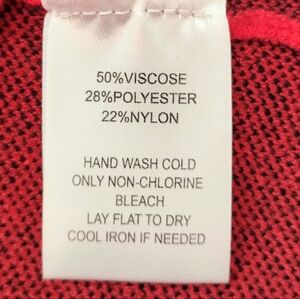 50%VISCOSE
28%POLYESTER
22%NYLON
HAND WASH COLD
ONLY NON-CHLORINE
BLEACH
LAY FLAT TO DRY
COOL IRON IF NEEDED